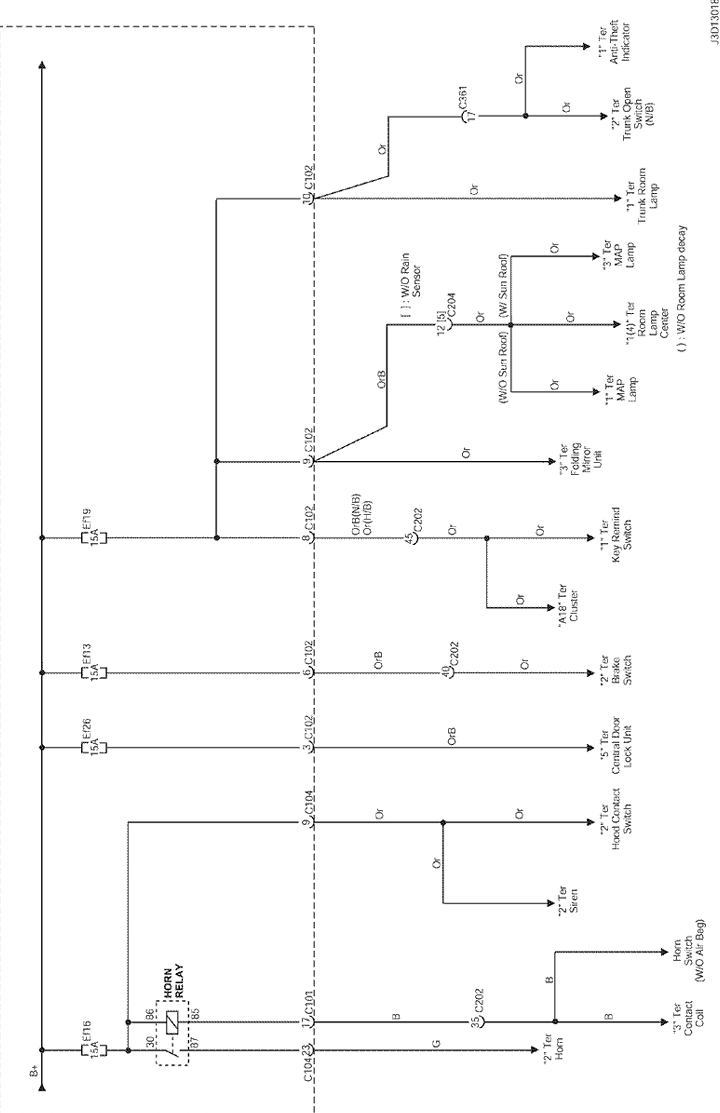 B+
Ef16
15A
30
86
HORN
RELAY
87
85
C104
23
17
C101
G
B
35
C202
B
B
"2" Ter
Horn
"3" Ter
Contact
Coil
Horn
Switch
(W/O Air Bag)
9
C104
Or
Or
Or
"2" Ter
Siren
"2" Ter
Hood Contact
Switch
Ef26
15A
3
C102
OrB
"5" Ter
Central Door
Lock Unit
Ef13
15A
6
C102
OrB
40
C202
Or
"2" Ter
Brake
Switch
Ef19
15A
8
C102
OrB(N/B)
Or(H/B)
45
C202
Or
Or
Or
"A18" Ter
Cluster
"1" Ter
Key Remind
Switch
9
C102
OrB
Or
"3" Ter
Folding
Mirror
Unit
[ ] : W/O Rain
Sensor
12 [5]
C204
Or
(W/O Sun Roof)
(W/ Sun Roof)
Or
Or
Or
"1" Ter
MAP
Lamp
"1(4)" Ter
Room
Lamp
Center
"3" Ter
MAP
Lamp
( ) : W/O Room Lamp decay
10
C102
Or
Or
"1" Ter
Trunk Room
Lamp
17
C361
Or
Or
"2" Ter
Trunk Open
Switch
(N/B)
"1" Ter
Anti-Theft
Indicator
J3D13018